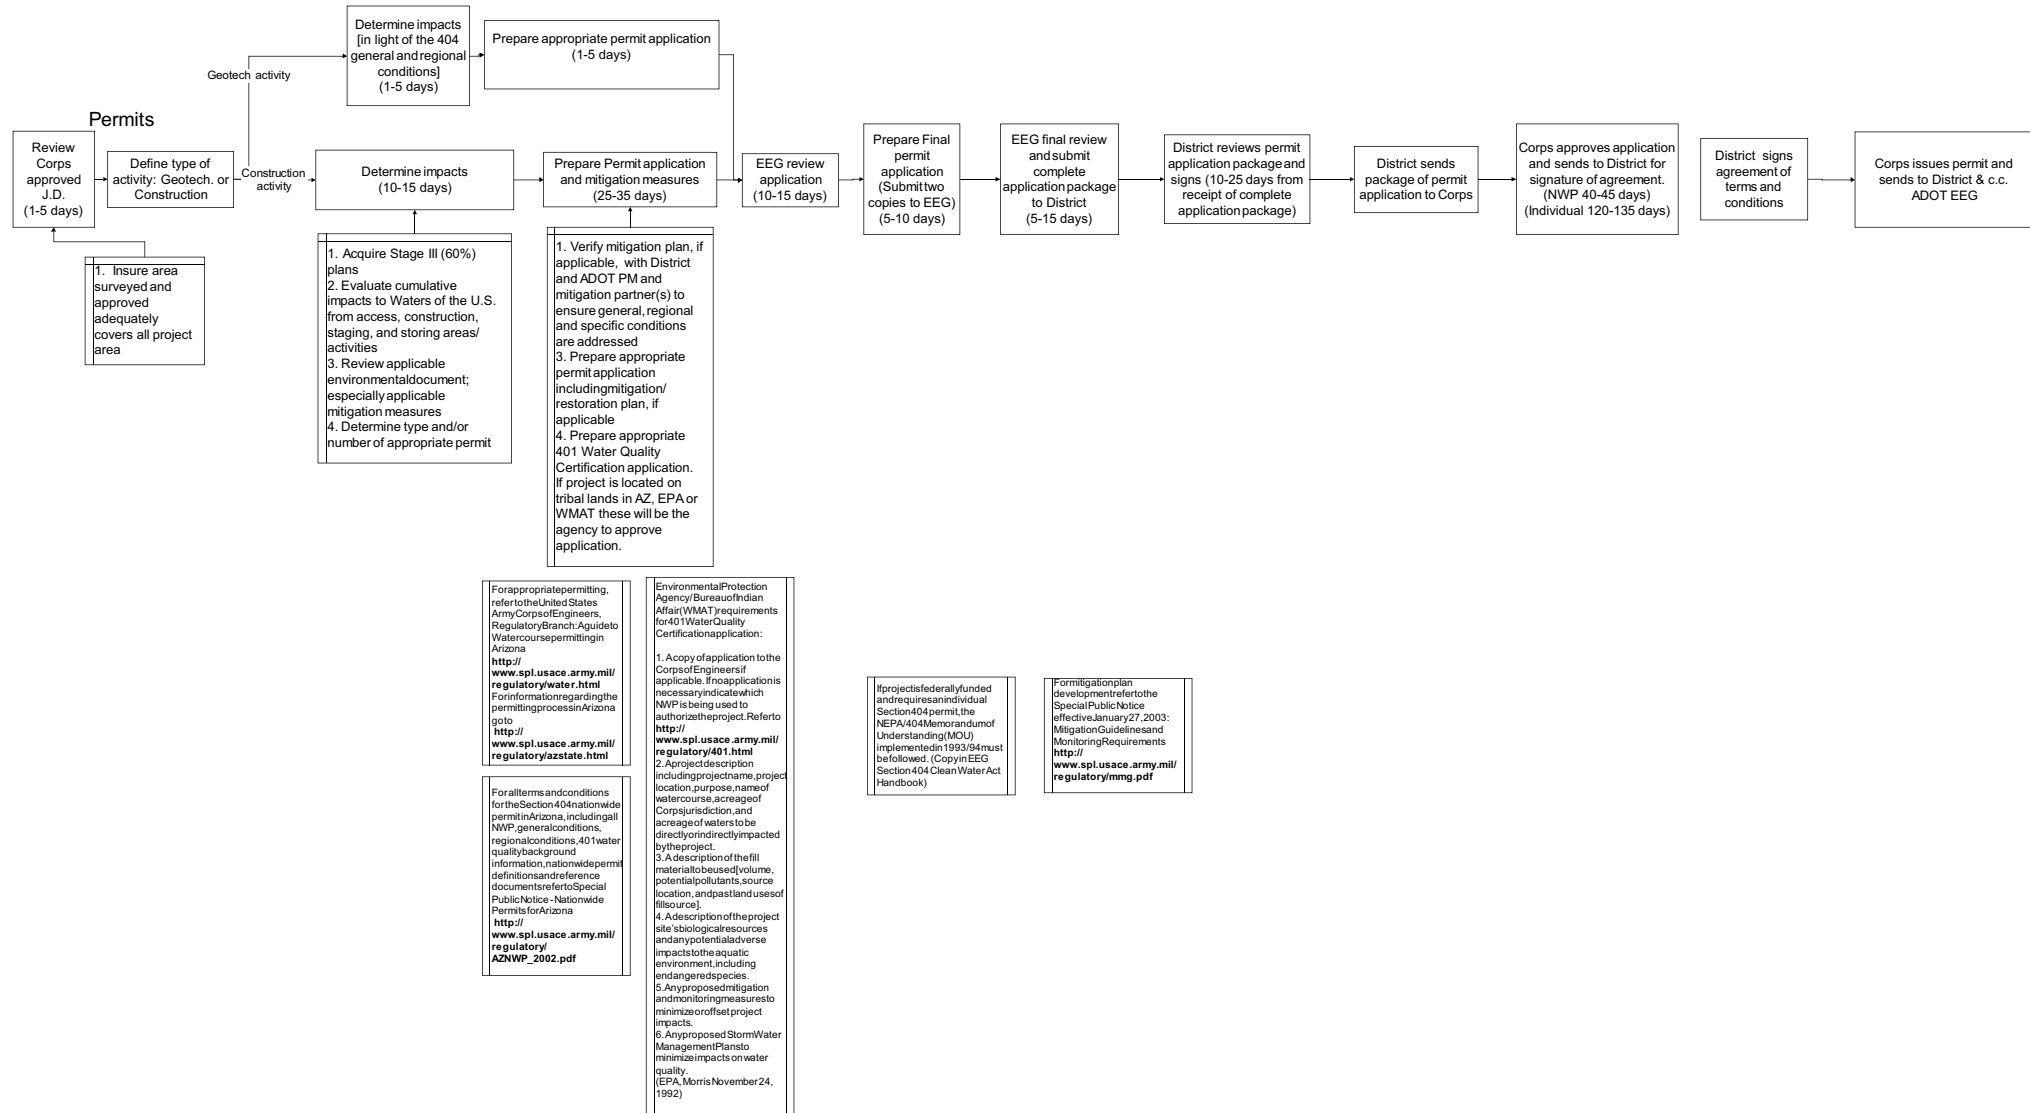 Determine impacts
[in light of the 404
general and regional
conditions]
(1-5 days)
Prepare appropriate permit application
(1-5 days)
Geotech activity
Permits
Review
Corps
approved
J.D.
(1-5 days)
Define type of
activity: Geotech. or
Construction
Construction
activity
Determine impacts
(10-15 days)
Prepare Permit application
and mitigation measures
(25-35 days)
EEG review
application
(10-15 days)
Prepare Final
permit
application
(Submit two
copies to EEG)
(5-10 days)
EEG final review
and submit
complete
application package
to District
(5-15 days)
District reviews permit
application package and
signs (10-25 days from
receipt of complete
application package)
District sends
package of permit
application to Corps
Corps approves application
and sends to District for
signature of agreement.
(NWP 40-45 days)
(Individual 120-135 days)
District signs
agreement of
terms and
conditions
Corps issues permit and
sends to District & c.c.
ADOT EEG
1. Insure area
surveyed and
approved
adequately
covers all project
area
1. Acquire Stage III (60%)
plans
2. Evaluate cumulative
impacts to Waters of the U.S.
from access, construction,
staging, and storing areas/
activities
3. Review applicable
environmental document;
especially applicable
mitigation measures
4. Determine type and/or
number of appropriate permit
1. Verify mitigation plan, if
applicable, with District
and ADOT PM and
mitigation partner(s) to
ensure general, regional
and specific conditions
are addressed
3. Prepare appropriate
permit application
including mitigation/
restoration plan, if
applicable
4. Prepare appropriate
401 Water Quality
Certification application.
If project is located on
tribal lands in AZ, EPA or
WMAT these will be the
agency to approve
application.
For appropriate permitting,
refer to the United States
Army Corps of Engineers,
Regulatory Branch: A guide to
Watercourse permitting in
Arizona
http://
www.spl.usace.army.mil/
regulatory/water.html
For information regarding the
permitting process in Arizona
go to
http://
www.spl.usace.army.mil/
regulatory/azstate.html
For all terms and conditions
for the Section 404 nationwide
permit in Arizona, including all
NWP, general conditions,
regional conditions, 401 water
quality background
information, nationwide permit
definitions and reference
documents refer to Special
Public Notice - Nationwide
Permits for Arizona
http://
www.spl.usace.army.mil/
regulatory/
AZNWP_2002.pdf
Environmental Protection
Agency/Bureau of Indian
Affair (WMAT) requirements
for 401 Water Quality
Certification application:
1. A copy of application to the
Corps of Engineers if
applicable. If no application is
necessary indicate which
NWP is being used to
authorize the project. Refer to
http://
www.spl.usace.army.mil/
regulatory/401.html
2. A project description
including project name, project
location, purpose, name of
watercourse, acreage of
Corps jurisdiction, and
acreage of waters to be
directly or indirectly impacted
by the project.
3. A description of the fill
material to be used [volume,
potential pollutants, source
location, and past land uses of
fill source].
4. A description of the project
site's biological resources
and any potential adverse
impacts to the aquatic
environment, including
endangered species.
5. Any proposed mitigation
and monitoring measures to
minimize or offset project
impacts.
6. Any proposed Storm Water
Management Plans to
minimize impacts on water
quality.
(EPA, Morris November 24,
1992)
If project is federally funded
and requires an individual
Section 404 permit, the
NEPA/404 Memorandum of
Understanding (MOU)
implemented in 1993/94 must
be followed. (Copy in EEG
Section 404 Clean Water Act
Handbook)
For mitigation plan
development refer to the
Special Public Notice
effective January 27, 2003:
Mitigation Guidelines and
Monitoring Requirements
http://
www.spl.usace.army.mil/
regulatory/mmg.pdf